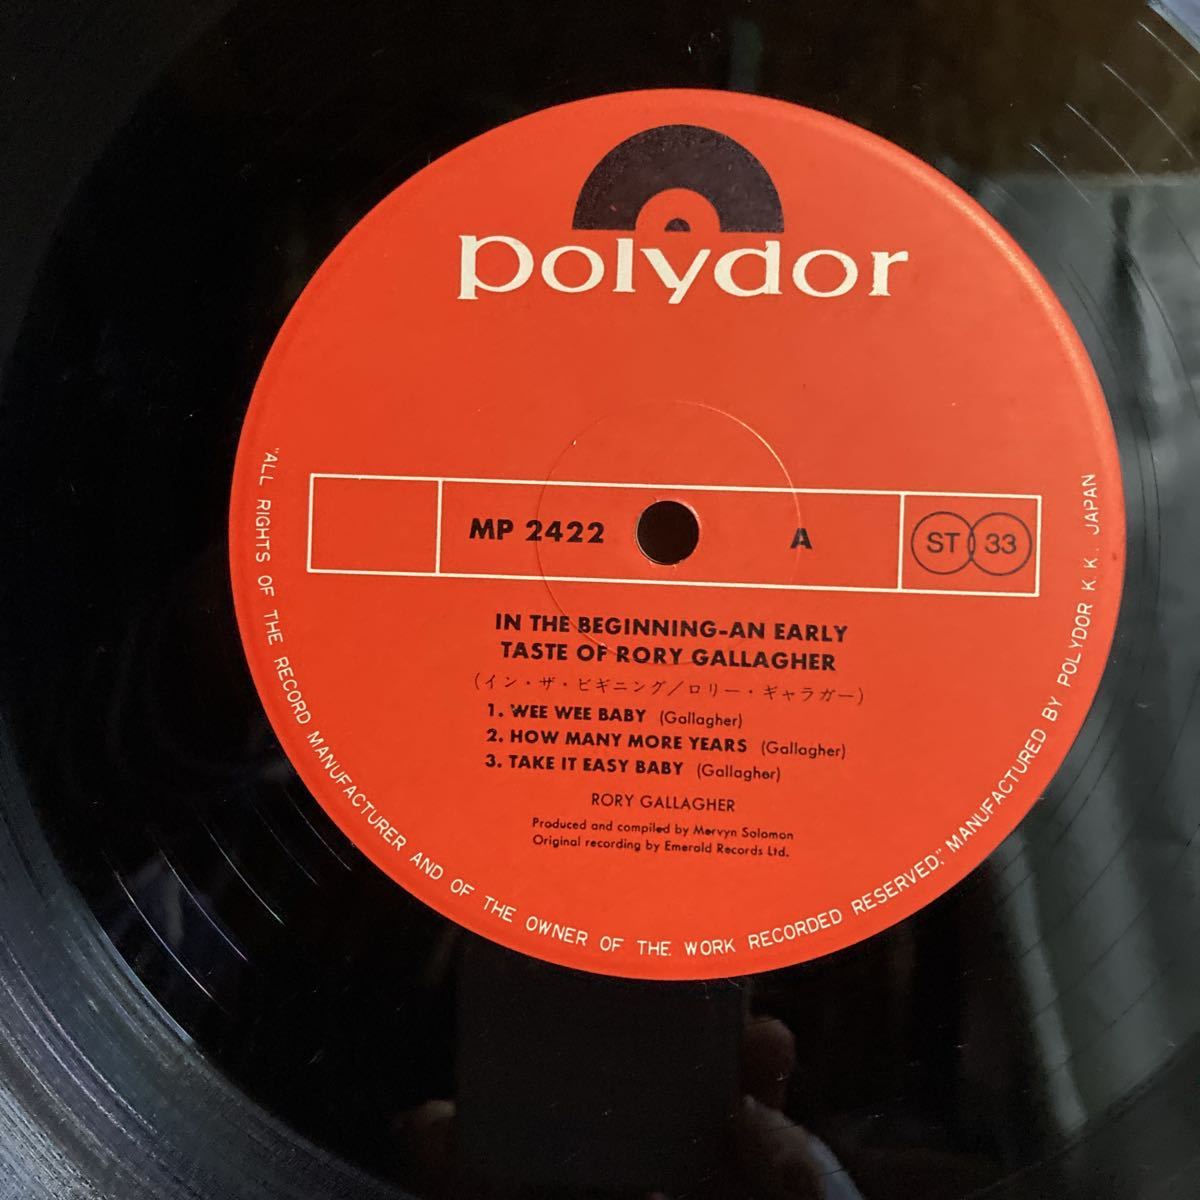 polydor
MP 2422 A ST 33
IN THE BEGINNING-AN EARLY
TASTE OF RORY GALLAGHER
(イン・ザ・ビギニング/ロリー・ギャラガー)
1. WEE WEE BABY (Gallagher)
2. HOW MANY MORE YEARS (Gallagher)
3. TAKE IT EASY BABY (Gallagher)
RORY GALLAGHER
Produced and compiled by Mervyn Solomon
Original recording by Emerald Records Ltd.
"ALL RIGHTS OF THE RECORD MANUFACTURER AND OF THE OWNER OF THE WORK RECORDED RESERVED," MANUFACTURED BY POLYDOR K.K. JAPAN